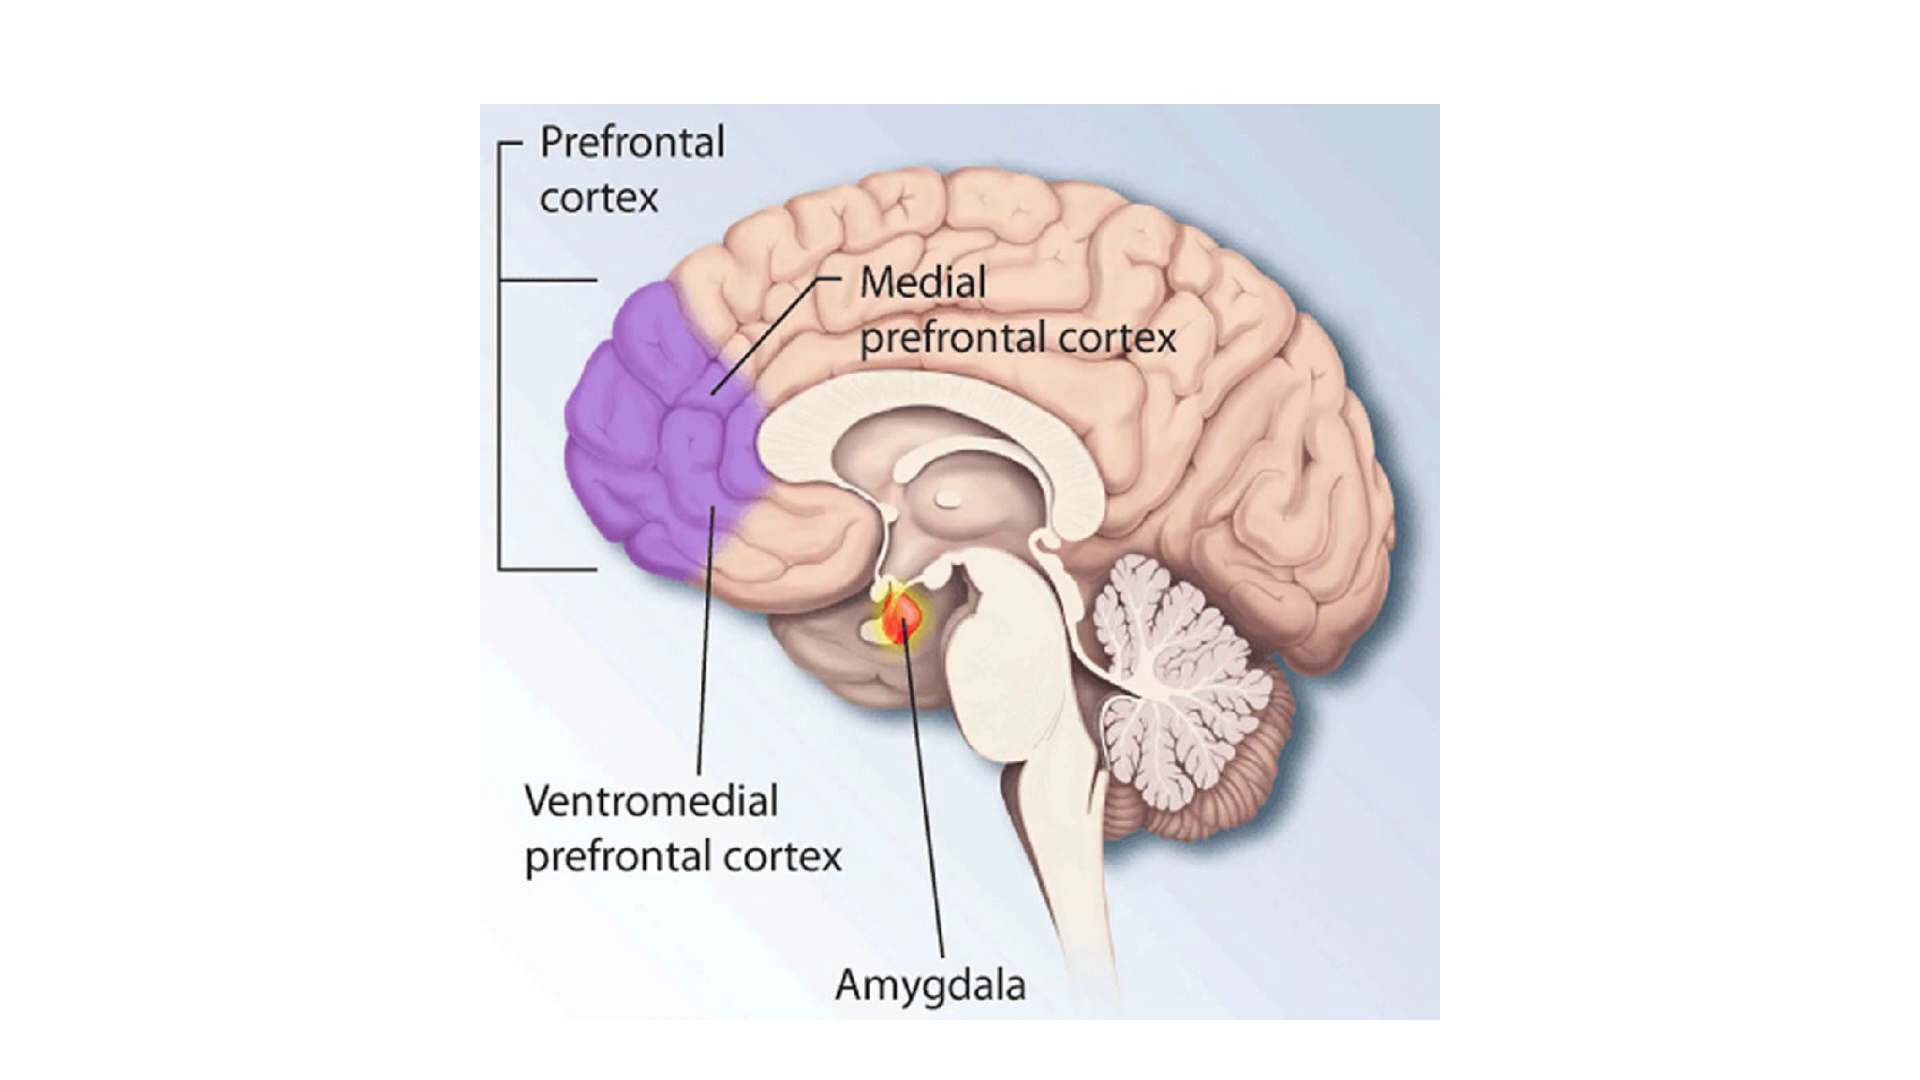 Prefrontal
cortex
Medial
prefrontal cortex
Ventromedial
prefrontal cortex
Amygdala